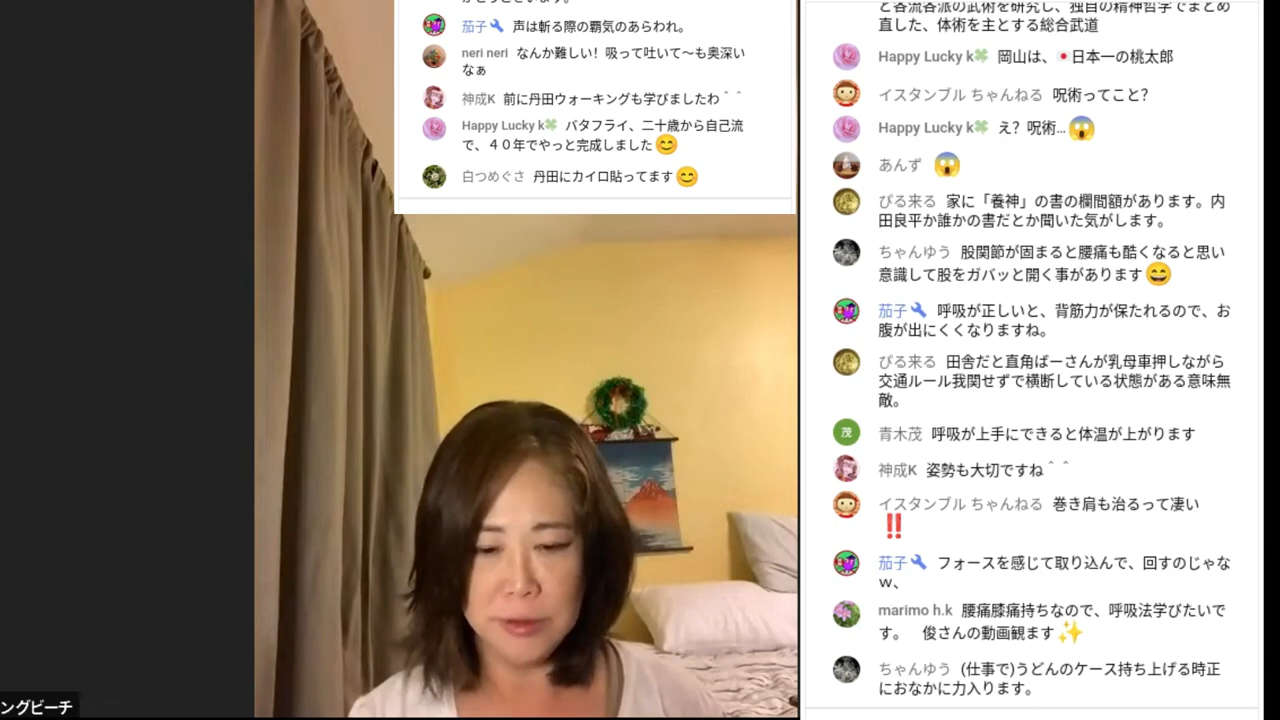 茄子 声は斬る際の覇気のあらわれ。
neri neri なんか難しい！吸って吐いて〜も奥深い
なぁ
神成K 前に丹田ウォーキングも学びましたわ＾＾
Happy Lucky k🍀 バタフライ、二十歳から自己流
で、４０年でやっと完成しました😊
白つめぐさ 丹田にカイロ貼ってます😊
ングビーチ
と各流各派の武術を研究し、独自の精神哲学でまとめ
直した、体術を主とする総合武道
Happy Lucky k🍀 岡山は、🇯🇵日本一の桃太郎
イスタンブル ちゃんねる 呪術ってこと？
Happy Lucky k🍀 え？呪術…😱
あんず 😱
ぴる来る 家に「養神」の書の欄間額があります。内
田良平か誰かの書だとか聞いた気がします。
ちゃんゆう 股関節が固まると腰痛も酷くなると思い
意識して股をガバッと開く事があります😄
茄子 呼吸が正しいと、背筋力が保たれるので、お
腹が出にくくなりますね。
ぴる来る 田舎だと直角ばーさんが乳母車押しながら
交通ルール我関せずで横断している状態がある意味無
敵。
茂
青木茂 呼吸が上手にできると体温が上がります
神成K 姿勢も大切ですね＾＾
イスタンブル ちゃんねる 巻き肩も治るって凄い
‼️
茄子 フォースを感じて取り込んで、回すのじゃな
w、
marimo h.k 腰痛膝痛持ちなので、呼吸法学びたいで
す。 俊さんの動画観ます✨
ちゃんゆう (仕事で)うどんのケース持ち上げる時正
におなかに力入ります。